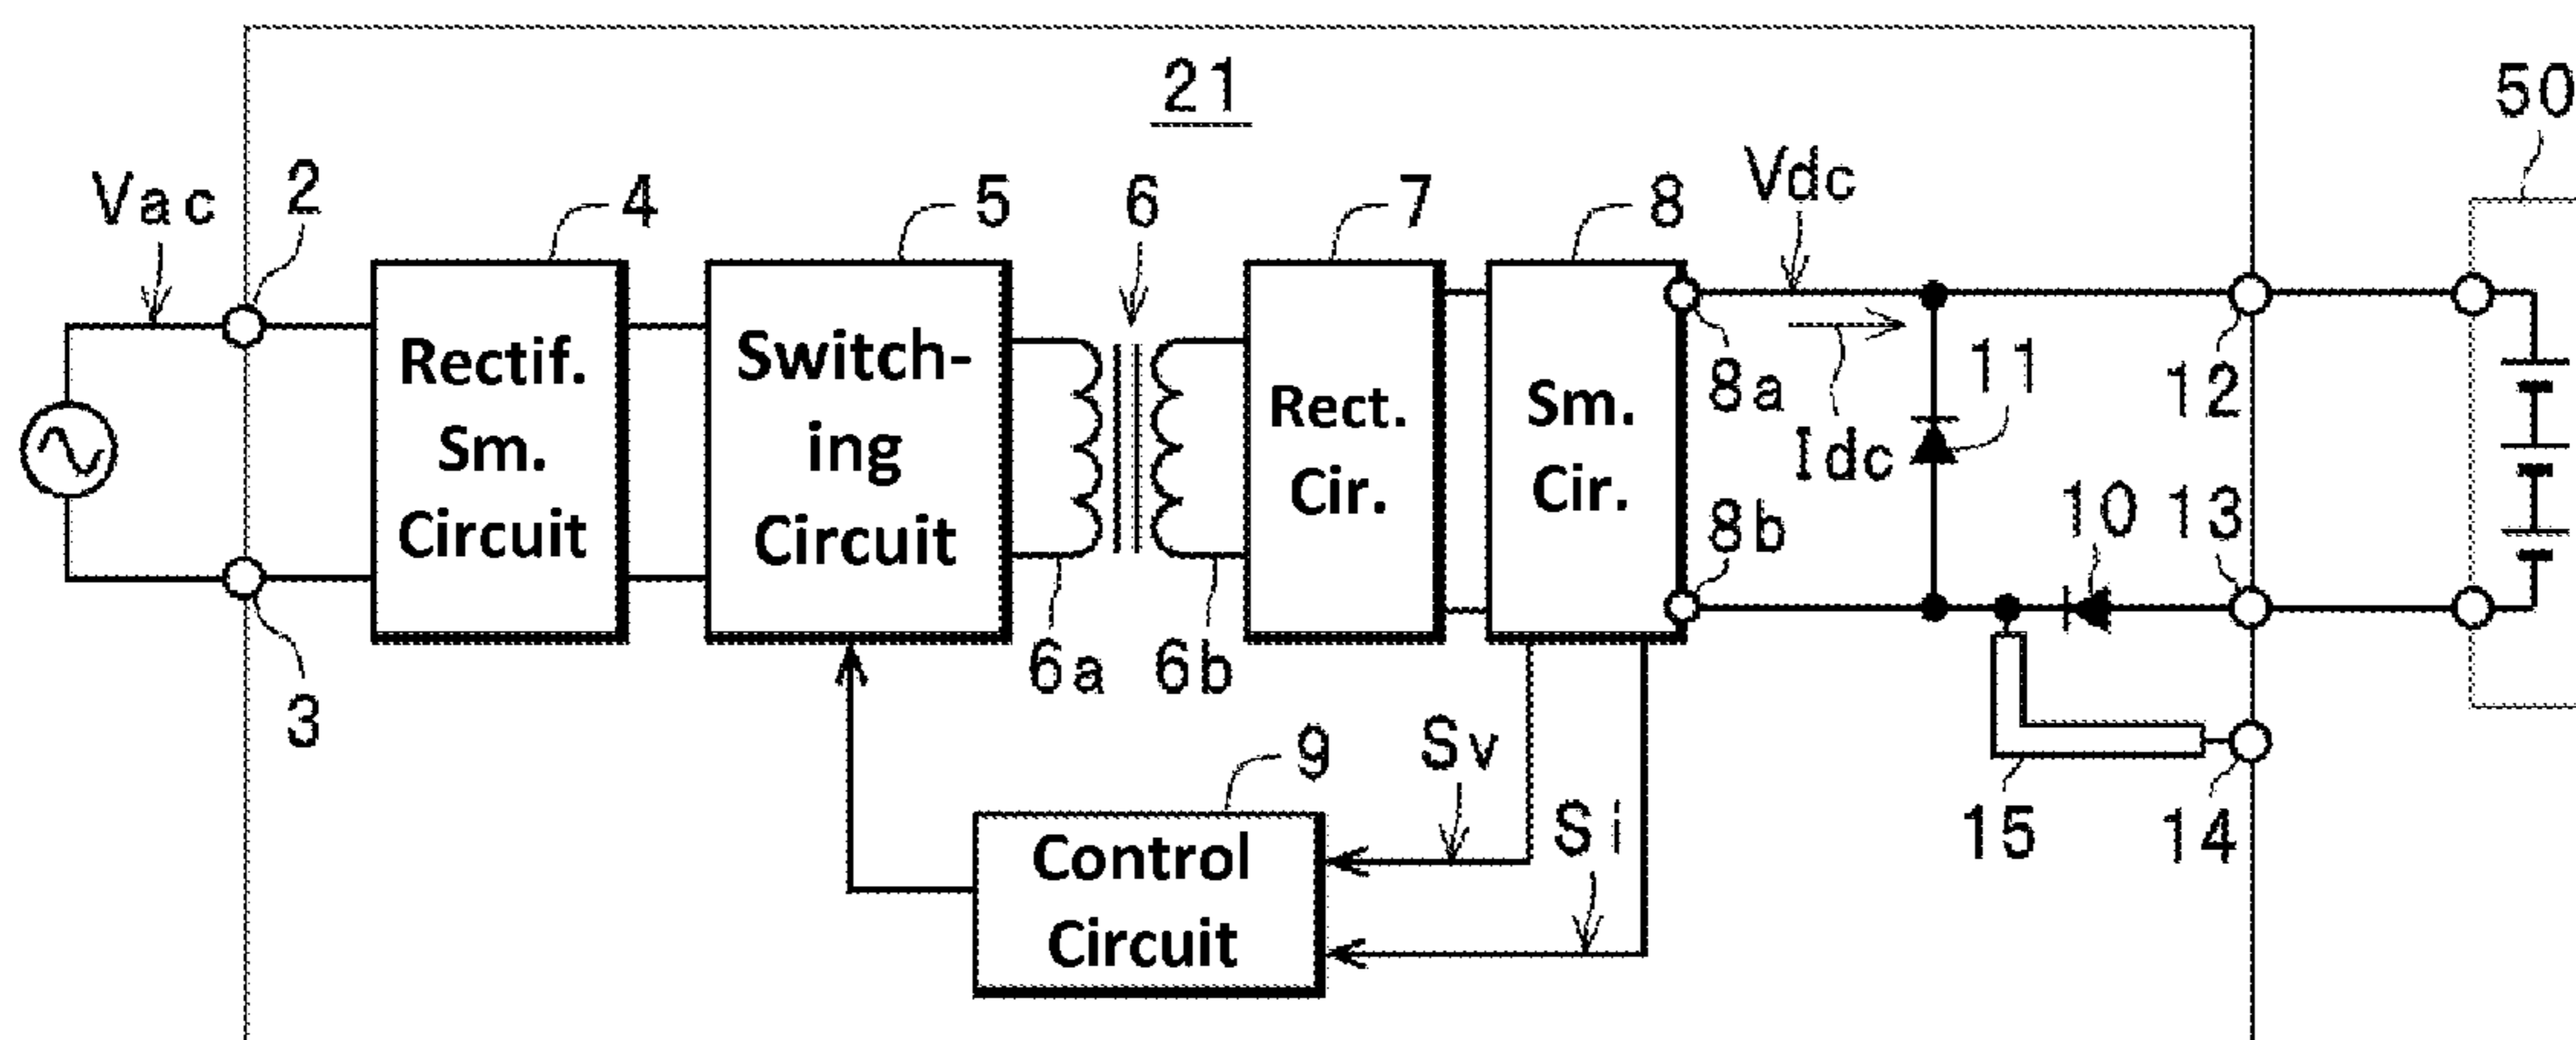 21
50
Vac
2
4
5
6
7
8
Vdc
Rectif.
Sm.
Circuit
Switch-
ing
Circuit
Rect.
Cir.
Sm.
Cir.
8a
Idc
11
12
8b
10
13
3
6a
6b
9
Sv
Si
15
14
Control
Circuit